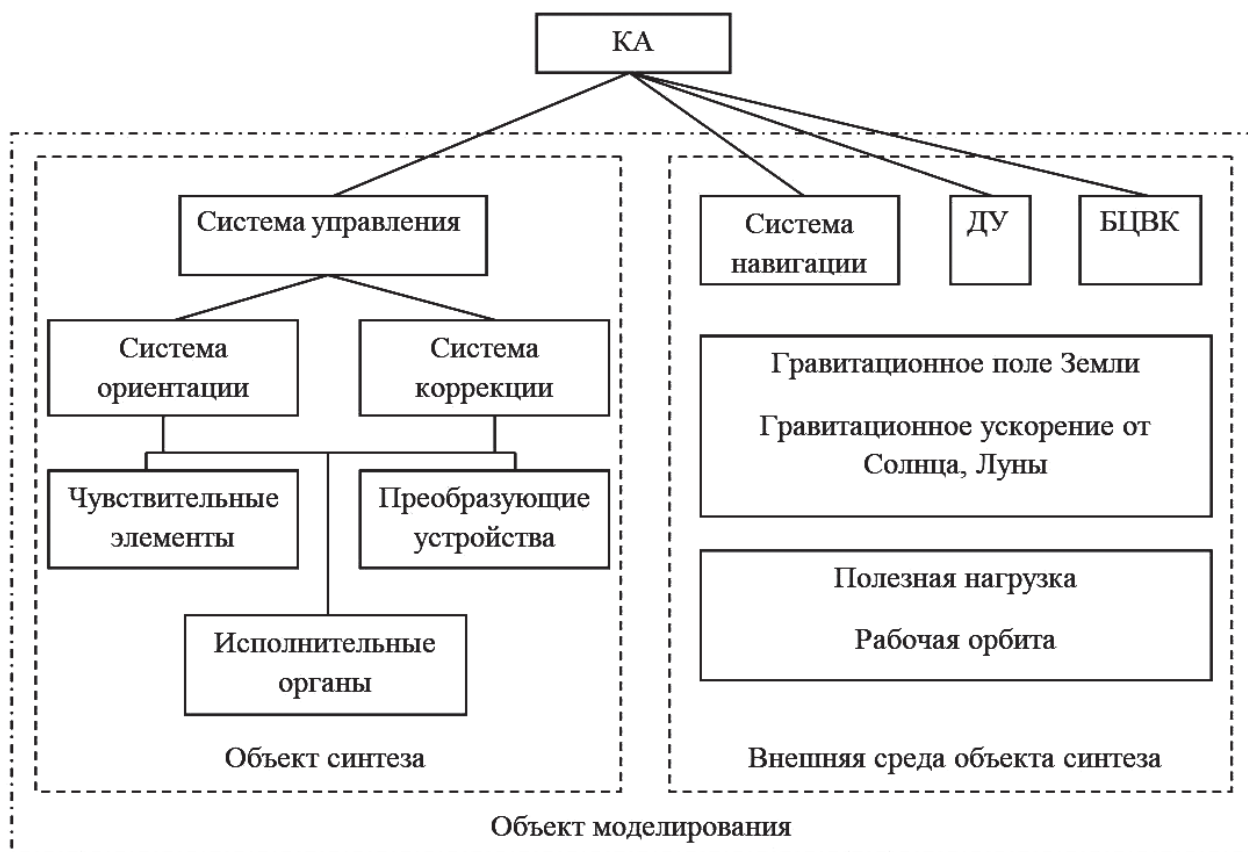 КА
Система управления
Система
навигации
ДУ
БЦВК
Система
ориентации
Система
коррекции
Чувствительные
элементы
Преобразующие
устройства
Исполнительные
органы
Объект синтеза
Гравитационное поле Земли
Гравитационное ускорение от
Солнца, Луны
Полезная нагрузка
Рабочая орбита
Внешняя среда объекта синтеза
Объект моделирования